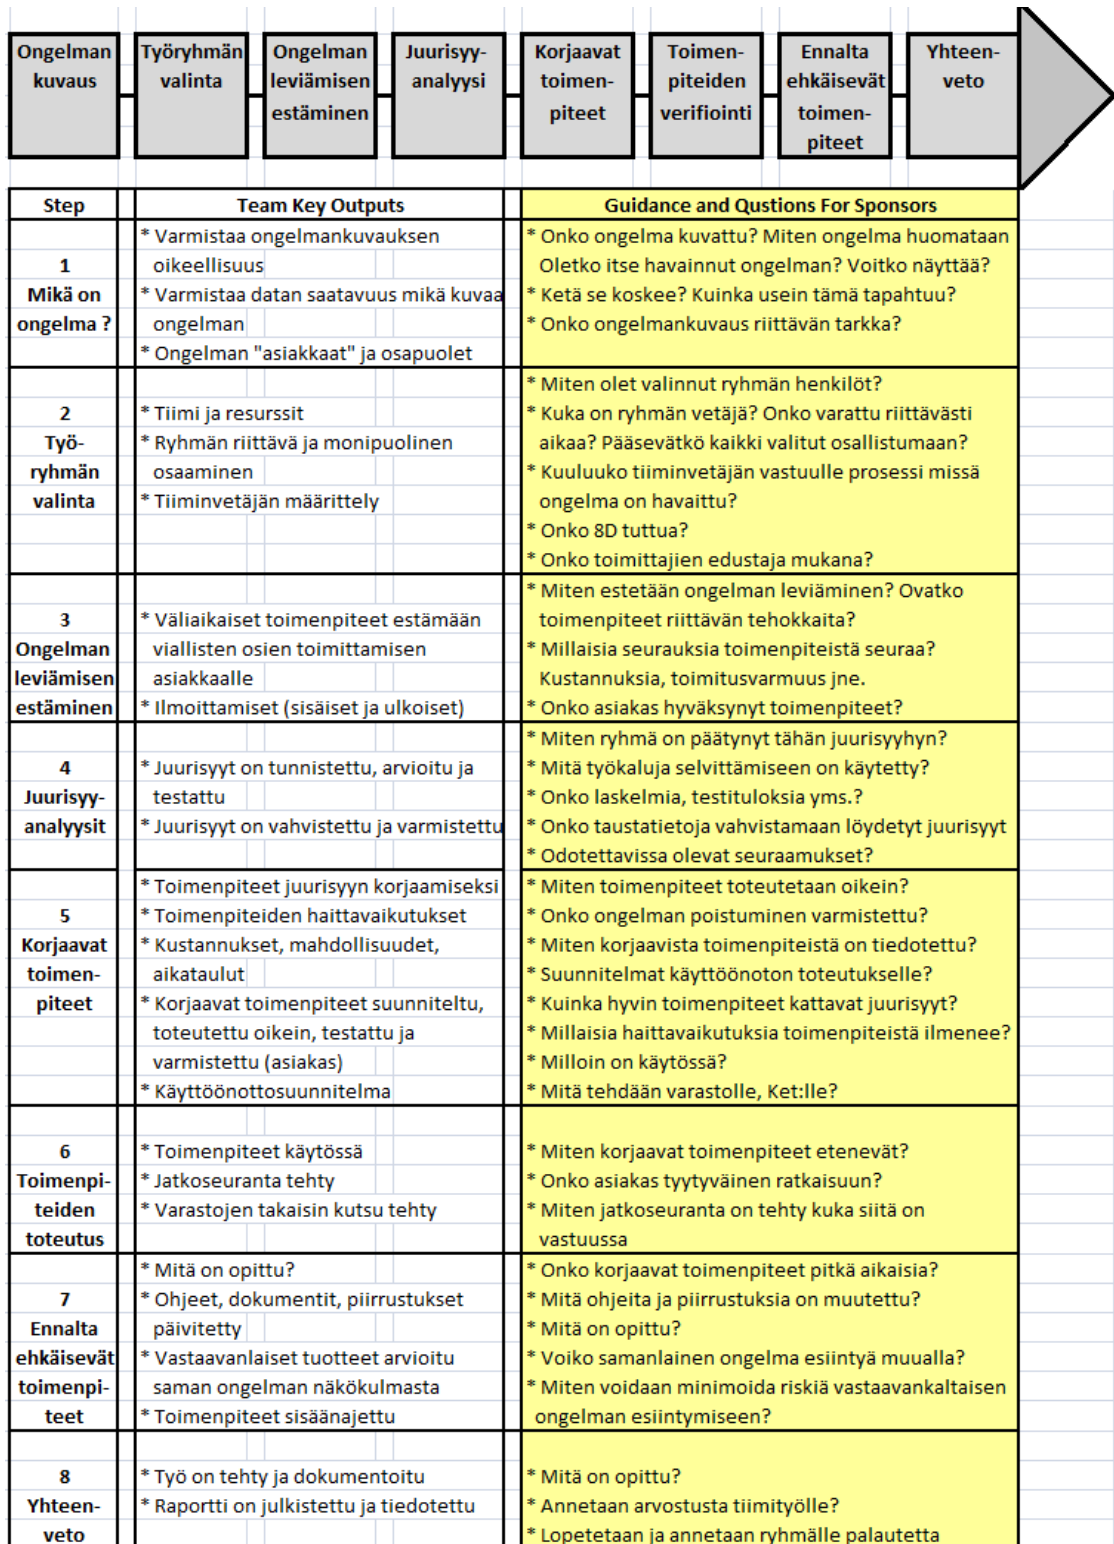 Ongelman kuvaus
Työryhmän valinta
Ongelman leviämisen estäminen
Juurisyy-analyysi
Korjaavat toimen-piteet
Toimen-piteiden verifiointi
Ennalta ehkäisevät toimen-piteet
Yhteen-veto
Step
Team Key Outputs
Guidance and Qustions For Sponsors
1
Mikä on
ongelma ?
* Varmistaa ongelmankuvauksen
oikeellisuus
* Varmistaa datan saatavuus mikä kuvaa
ongelman
* Ongelman "asiakkaat" ja osapuolet
* Onko ongelma kuvattu? Miten ongelma huomataan
Oletko itse havainnut ongelman? Voitko näyttää?
* Ketä se koskee? Kuinka usein tämä tapahtuu?
* Onko ongelmankuvaus riittävän tarkka?
2
Työ-
ryhmän
valinta
* Tiimi ja resurssit
* Ryhmän riittävä ja monipuolinen
osaaminen
* Tiiminvetäjän määrittely
* Miten olet valinnut ryhmän henkilöt?
* Kuka on ryhmän vetäjä? Onko varattu riittävästi
aikaa? Pääsevätkö kaikki valitut osallistumaan?
* Kuuluuko tiiminvetäjän vastuulle prosessi missä
ongelma on havaittu?
* Onko 8D tuttua?
* Onko toimittajien edustaja mukana?
3
Ongelman
leviämisen
estäminen
* Väliaikaiset toimenpiteet estämään
viallisten osien toimittamisen
asiakkaalle
* Ilmoittamiset (sisäiset ja ulkoiset)
* Miten estetään ongelman leviäminen? Ovatko
toimenpiteet riittävän tehokkaita?
* Millaisia seurauksia toimenpiteistä seuraa?
Kustannuksia, toimitusvarmuus jne.
* Onko asiakas hyväksynyt toimenpiteet?
4
Juurisyy-
analyysit
* Juurisyyt on tunnistettu, arvioitu ja
testattu
* Juurisyyt on vahvistettu ja varmistettu
* Miten ryhmä on päätynyt tähän juurisyyhyn?
* Mitä työkaluja selvittämiseen on käytetty?
* Onko laskelmia, testituloksia yms.?
* Onko taustatietoja vahvistamaan löydetyt juurisyyt
* Odotettavissa olevat seuraamukset?
5
Korjaavat
toimen-
piteet
* Toimenpiteet juurisyyn korjaamiseksi
* Toimenpiteiden haittavaikutukset
* Kustannukset, mahdollisuudet,
aikataulut
* Korjaavat toimenpiteet suunniteltu,
toteutettu oikein, testattu ja
varmistettu (asiakas)
* Käyttöönottosuunnitelma
* Miten toimenpiteet toteutetaan oikein?
* Onko ongelman poistuminen varmistettu?
* Miten korjaavista toimenpiteistä on tiedotettu?
* Suunnitelmat käyttöönoton toteutukselle?
* Kuinka hyvin toimenpiteet kattavat juurisyyt?
* Millaisia haittavaikutuksia toimenpiteistä ilmenee?
* Milloin on käytössä?
* Mitä tehdään varastolle, Ket:lle?
6
Toimenpi-
teiden
toteutus
* Toimenpiteet käytössä
* Jatkoseuranta tehty
* Varastojen takaisin kutsu tehty
* Miten korjaavat toimenpiteet etenevät?
* Onko asiakas tyytyväinen ratkaisuun?
* Miten jatkoseuranta on tehty kuka siitä on
vastuussa
7
Ennalta
ehkäisevät
toimenpi-
teet
* Mitä on opittu?
* Ohjeet, dokumentit, piirrustukset
päivitetty
* Vastaavanlaiset tuotteet arvioitu
saman ongelman näkökulmasta
* Toimenpiteet sisäänajettu
* Onko korjaavat toimenpiteet pitkä aikaisia?
* Mitä ohjeita ja piirrustuksia on muutettu?
* Mitä on opittu?
* Voiko samanlainen ongelma esiintyä muualla?
* Miten voidaan minimoida riskiä vastaavankaltaisen
ongelman esiintymiseen?
8
Yhteen-
veto
* Työ on tehty ja dokumentoitu
* Raportti on julkistettu ja tiedotettu
* Mitä on opittu?
* Annetaan arvostusta tiimityölle?
* Lopetetaan ja annetaan ryhmälle palautetta